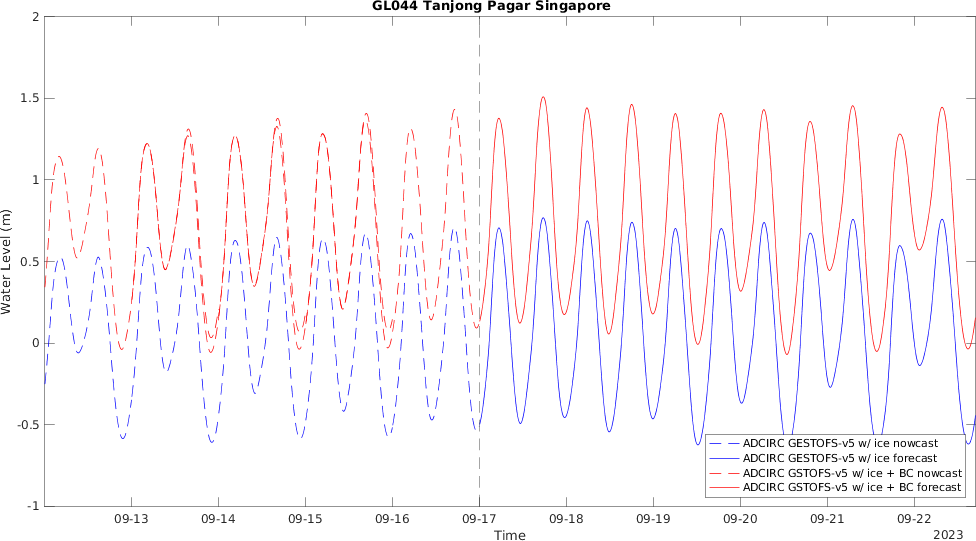 GL044 Tanjong Pagar Singapore
2
1.5
1
0.5
0
-0.5
-1
Water Level (m)
09-13 09-14 09-15 09-16 09-17 09-18 09-19 09-20 09-21 09-22
Time
2023
ADCIRC GESTOFS-v5 w/ ice nowcast
ADCIRC GESTOFS-v5 w/ ice forecast
ADCIRC GSTOFS-v5 w/ ice + BC nowcast
ADCIRC GSTOFS-v5 w/ ice + BC forecast